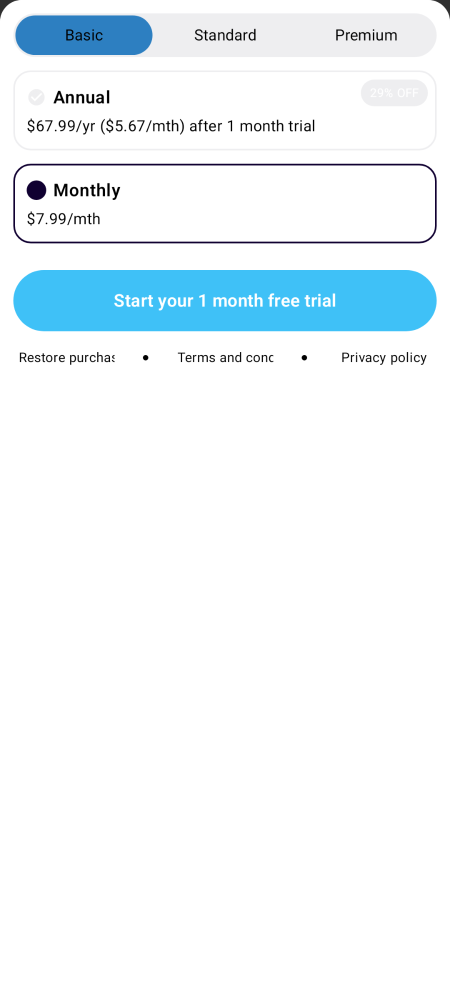 Basic Standard Premium
Annual 29% OFF
$67.99/yr ($5.67/mth) after 1 month trial
Monthly
$7.99/mth
Start your 1 month free trial
Restore purchas • Terms and conc • Privacy policy